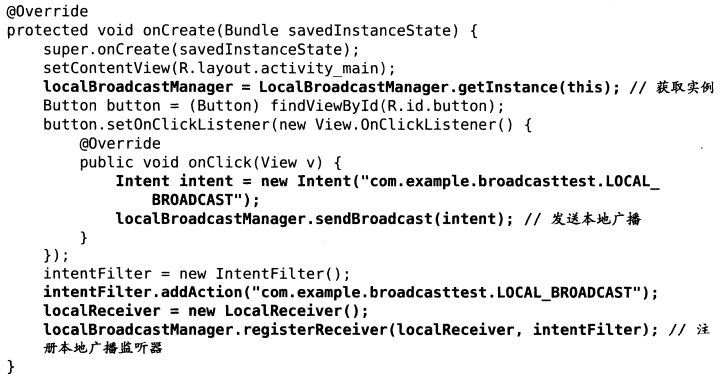 @Override
protected void onCreate(Bundle savedInstanceState) {
    super.onCreate(savedInstanceState);
    setContentView(R.layout.activity_main);
    localBroadcastManager = LocalBroadcastManager.getInstance(this); // 获取实例
    Button button = (Button) findViewById(R.id.button);
    button.setOnClickListener(new View.OnClickListener() {
        @Override
        public void onClick(View v) {
            Intent intent = new Intent("com.example.broadcasttest.LOCAL_
                BROADCAST");
            localBroadcastManager.sendBroadcast(intent); // 发送本地广播
        }
    });
    intentFilter = new IntentFilter();
    intentFilter.addAction("com.example.broadcasttest.LOCAL_BROADCAST");
    localReceiver = new LocalReceiver();
    localBroadcastManager.registerReceiver(localReceiver, intentFilter); // 注
    册本地广播监听器
}